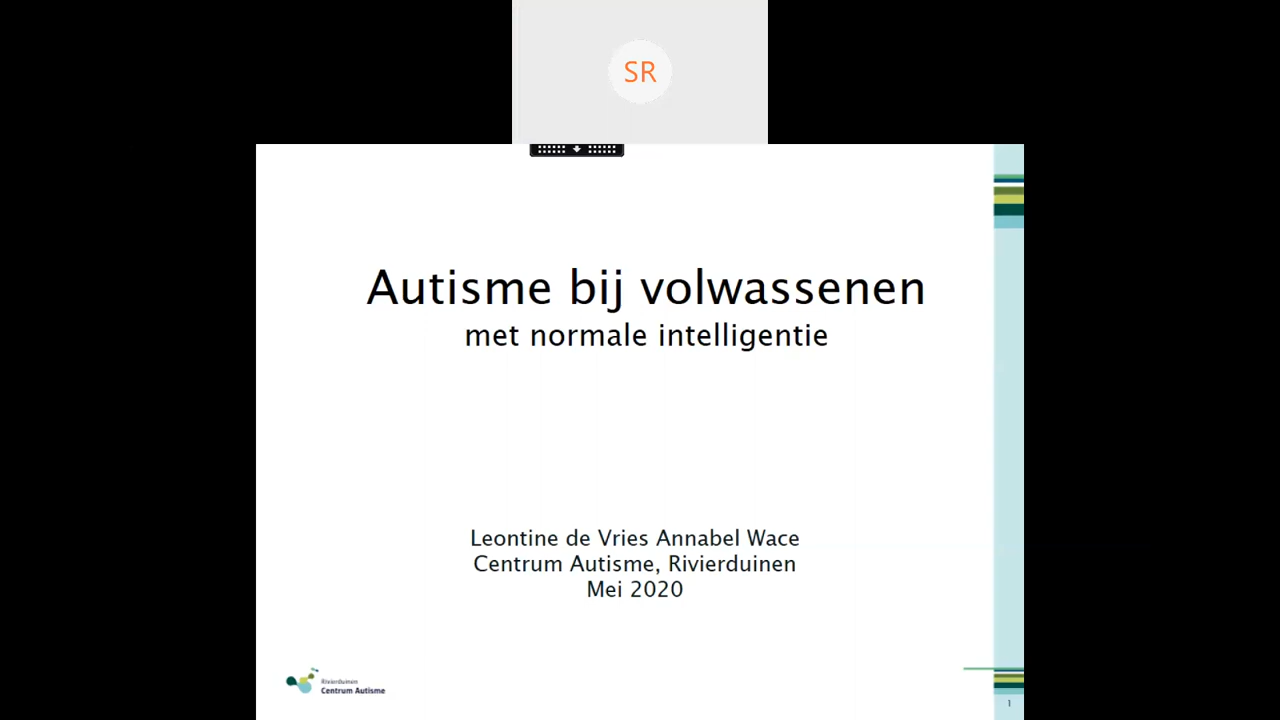 SR
Autisme bij volwassenen
met normale intelligentie
Leontine de Vries Annabel Wace
Centrum Autisme, Rivierduinen
Mei 2020
Rivierduinen
Centrum Autisme
1